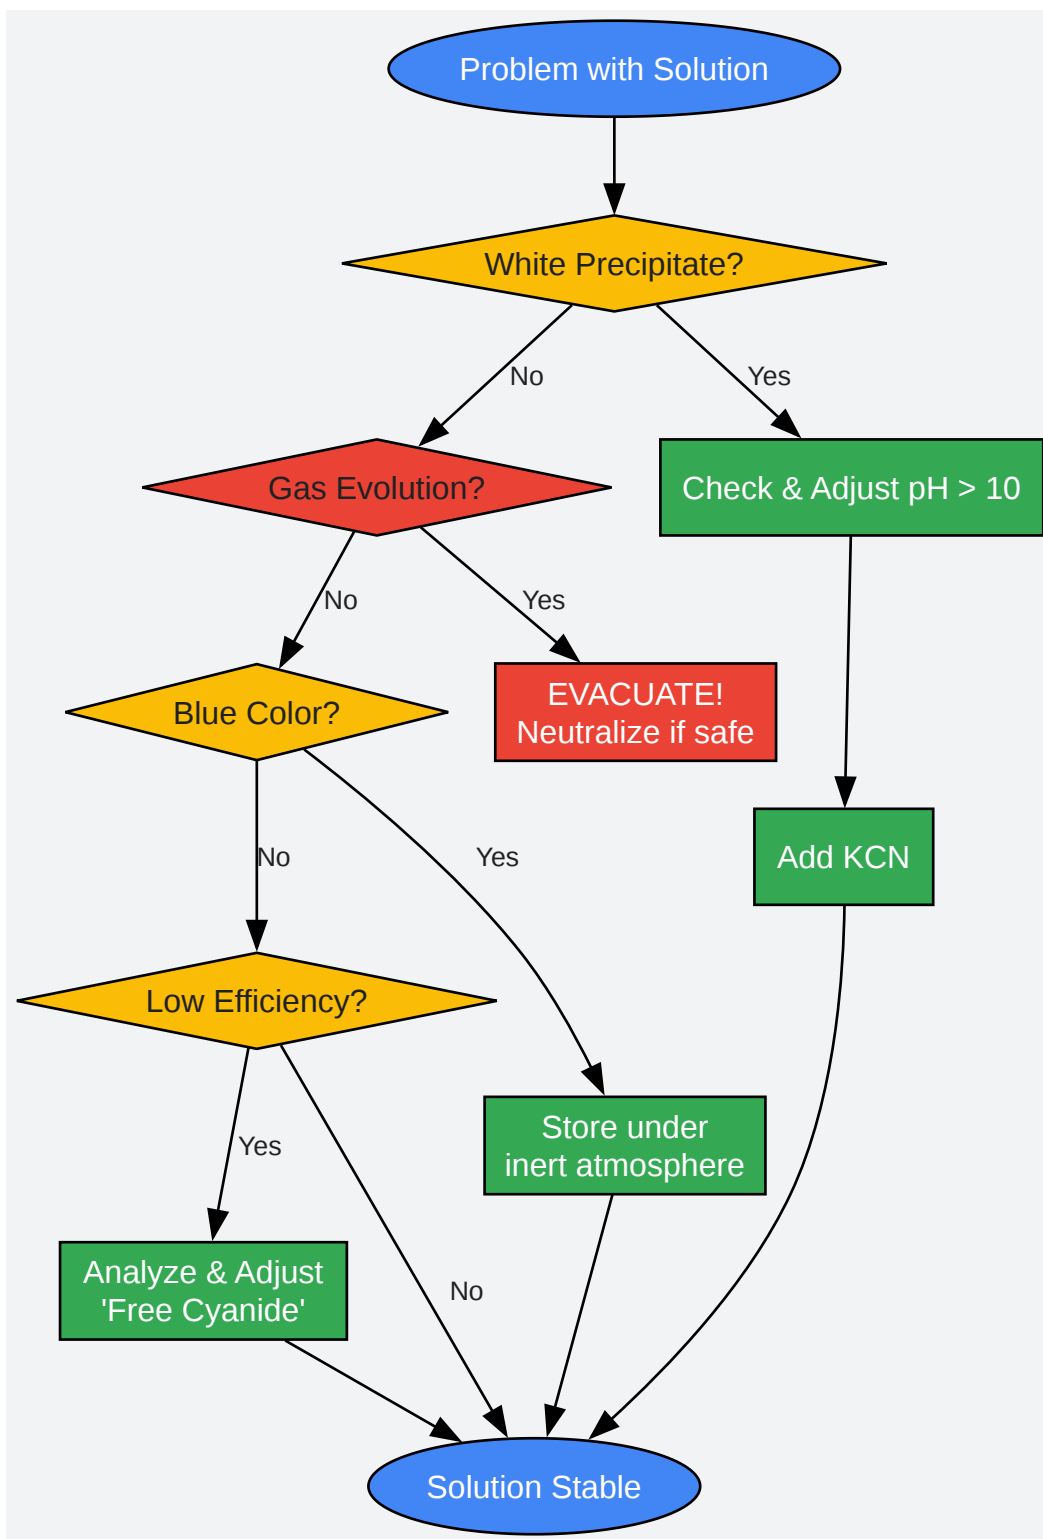 Problem with Solution
White Precipitate?
No
Yes
Gas Evolution?
Check & Adjust pH > 10
No
Yes
Blue Color?
EVACUATE!
Neutralize if safe
No
Yes
Add KCN
Low Efficiency?
Yes
Store under
inert atmosphere
Analyze & Adjust
'Free Cyanide'
No
Solution Stable